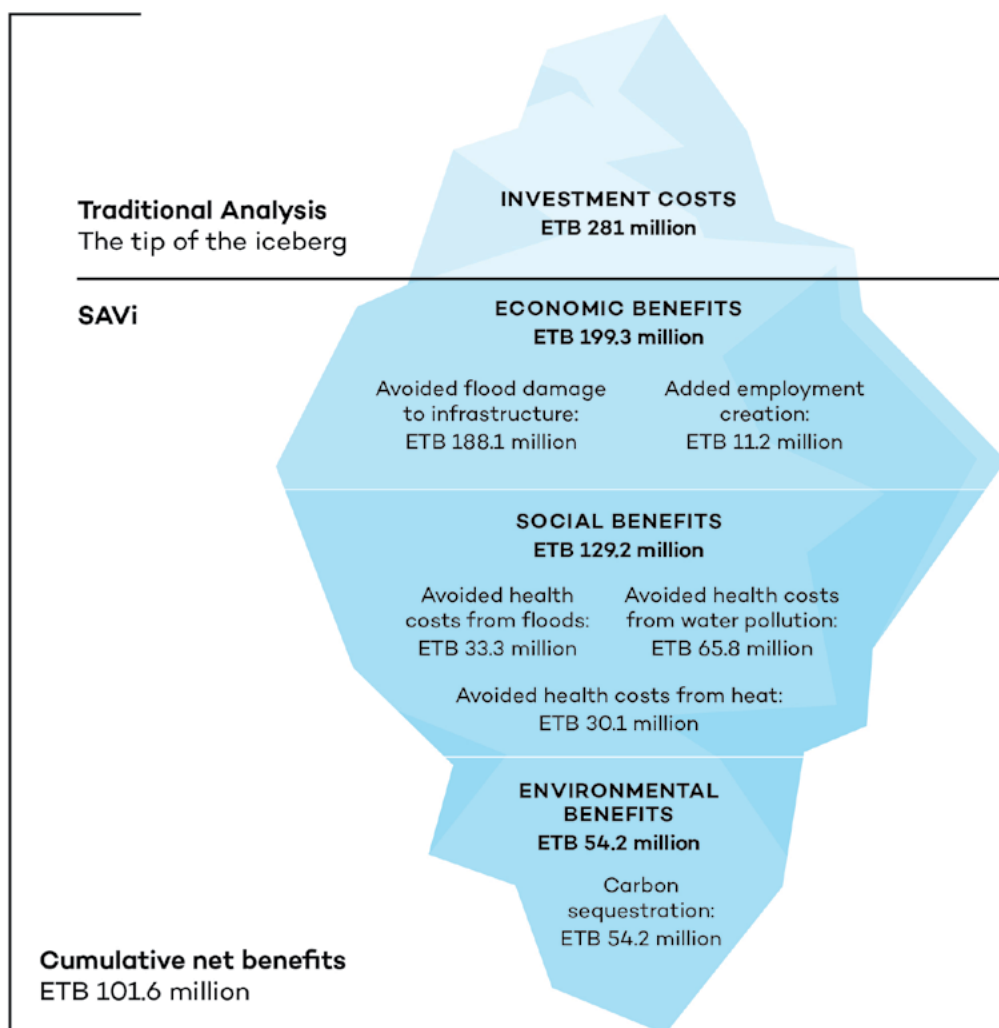 INVESTMENT COSTS
ETB 281 million
Traditional Analysis
The tip of the iceberg
SAVi
ECONOMIC BENEFITS
ETB 199.3 million
Avoided flood damage
to infrastructure:
ETB 188.1 million
Added employment
creation:
ETB 11.2 million
SOCIAL BENEFITS
ETB 129.2 million
Avoided health
costs from floods:
ETB 33.3 million
Avoided health costs
from water pollution:
ETB 65.8 million
Avoided health costs from heat:
ETB 30.1 million
ENVIRONMENTAL
BENEFITS
ETB 54.2 million
Carbon
sequestration:
ETB 54.2 million
Cumulative net benefits
ETB 101.6 million